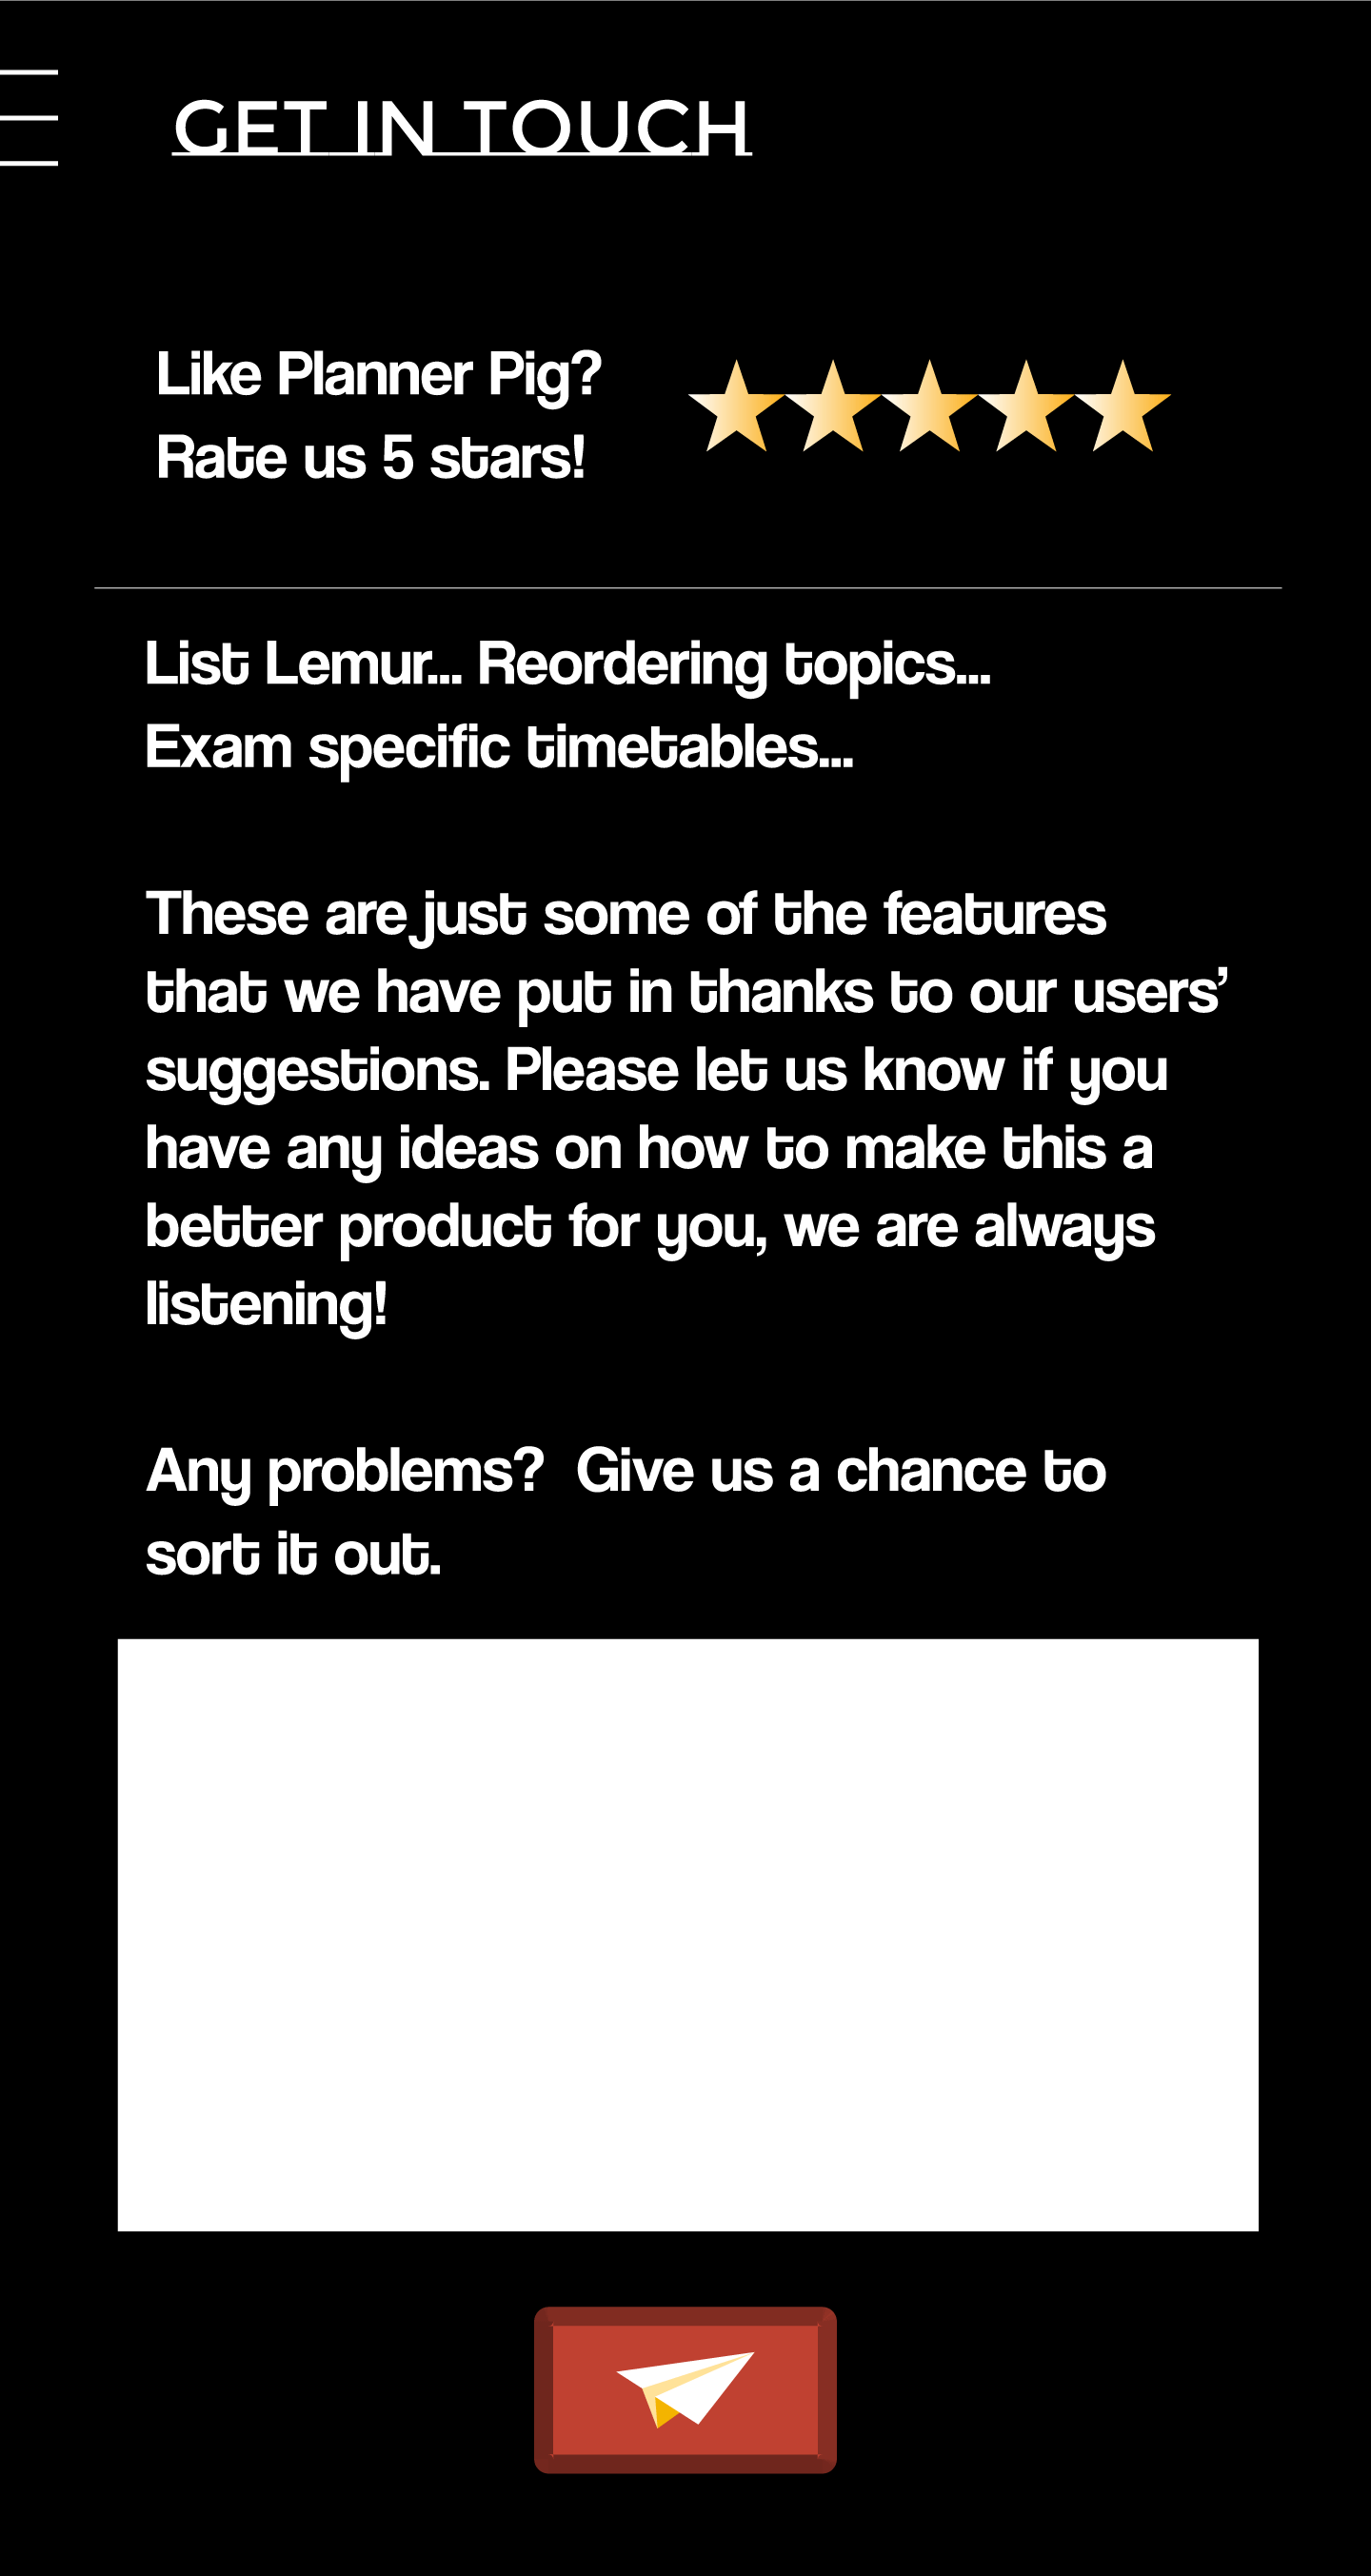 GET IN TOUCH
Like Planner Pig?
Rate us 5 stars!
List Lemur... Reordering topics...
Exam specific timetables...
These are just some of the features
that we have put in thanks to our users’
suggestions. Please let us know if you
have any ideas on how to make this a
better product for you, we are always
listening!
Any problems?  Give us a chance to
sort it out.